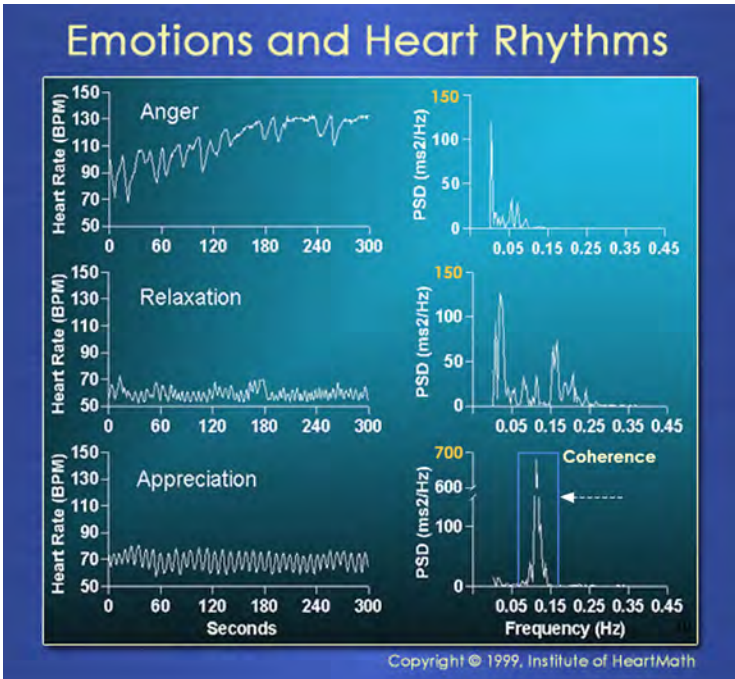 Emotions and Heart Rhythms
Anger
Heart Rate (BPM)
150
130
110
90
70
50
0 60 120 180 240 300
PSD (ms2/Hz)
150
100
50
0
0.05 0.15 0.25 0.35 0.45
Relaxation
Heart Rate (BPM)
150
130
110
90
70
50
0 60 120 180 240 300
PSD (ms2/Hz)
150
100
50
0
0.05 0.15 0.25 0.35 0.45
Appreciation
Heart Rate (BPM)
150
130
110
90
70
50
0 60 120 180 240 300
Seconds
Coherence
PSD (ms2/Hz)
700
600
100
0
0.05 0.15 0.25 0.35 0.45
Frequency (Hz)
Copyright © 1999, Institute of HeartMath